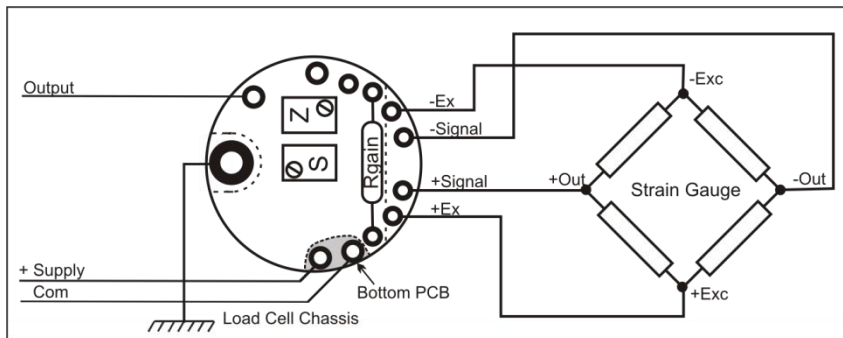 Output
Z
S
Rgain
-Ex
-Signal
+Signal
+Ex
-Exc
+Out
Strain Gauge
-Out
+Exc
+ Supply
Com
Bottom PCB
Load Cell Chassis